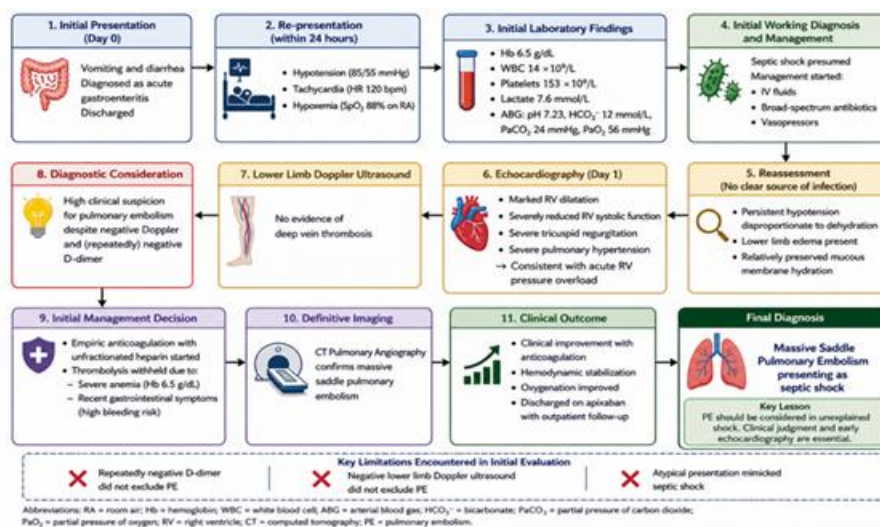 1. Initial Presentation
(Day 0)
Vomiting and diarrhea
Diagnosed as acute
gastroenteritis
Discharged
2. Re-presentation
(within 24 hours)
• Hypotension (85/55 mmHg)
• Tachycardia (HR 120 bpm)
• Hypoxemia (SpO₂ 88% on RA)
3. Initial Laboratory Findings
• Hb 6.5 g/dL
• WBC 14 ×10⁹/L
• Platelets 153 ×10⁹/L
• Lactate 7.6 mmol/L
• ABG: pH 7.23, HCO₃⁻ 12 mmol/L,
PaCO₂ 24 mmHg, PaO₂ 56 mmHg
4. Initial Working Diagnosis
and Management
Septic shock presumed
Management started:
• IV fluids
• Broad-spectrum antibiotics
• Vasopressors
5. Reassessment
(No clear source of infection)
• Persistent hypotension
disproportionate to dehydration
• Lower limb edema present
• Relatively preserved mucous
membrane hydration
6. Echocardiography (Day 1)
• Marked RV dilatation
• Severely reduced RV systolic function
• Severe tricuspid regurgitation
• Severe pulmonary hypertension
→ Consistent with acute RV
pressure overload
7. Lower Limb Doppler Ultrasound
No evidence of
deep vein thrombosis
8. Diagnostic Consideration
High clinical suspicion
for pulmonary embolism
despite negative Doppler
and (repeatedly) negative
D-dimer
9. Initial Management Decision
• Empiric anticoagulation with
unfractionated heparin started
• Thrombolysis withheld due to:
– Severe anemia (Hb 6.5 g/dL)
– Recent gastrointestinal symptoms
(high bleeding risk)
10. Definitive Imaging
CT Pulmonary Angiography
confirms massive
saddle pulmonary
embolism
11. Clinical Outcome
• Clinical improvement with
anticoagulation
• Hemodynamic stabilization
• Oxygenation improved
• Discharged on apixaban
with outpatient follow-up
Final Diagnosis
Massive Saddle
Pulmonary Embolism
presenting as
septic shock
Key Lesson
PE should be considered in unexplained
shock. Clinical judgment and early
echocardiography are essential.
Key Limitations Encountered in Initial Evaluation
Repeatedly negative D-dimer
did not exclude PE
Negative lower limb Doppler ultrasound
did not exclude PE
Atypical presentation mimicked
septic shock
Abbreviations: RA = room air; Hb = hemoglobin; WBC = white blood cell; ABG = arterial blood gas; HCO₃⁻ = bicarbonate; PaCO₂ = partial pressure of carbon dioxide;
PaO₂ = partial pressure of oxygen; RV = right ventricle; CT = computed tomography; PE = pulmonary embolism.